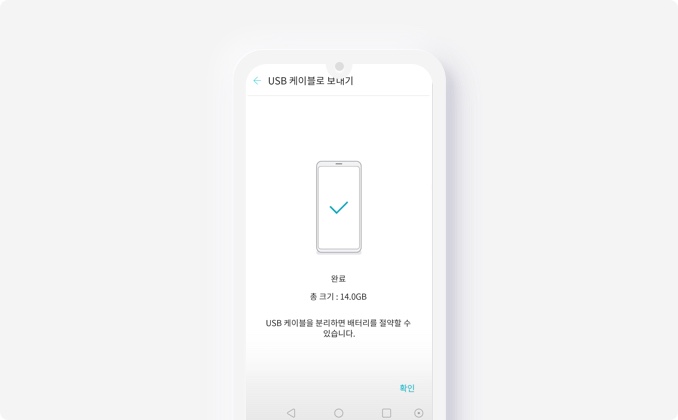 USB 케이블로 보내기
완료
총 크기 : 14.0GB
USB 케이블을 분리하면 배터리를 절약할 수
있습니다.
확인